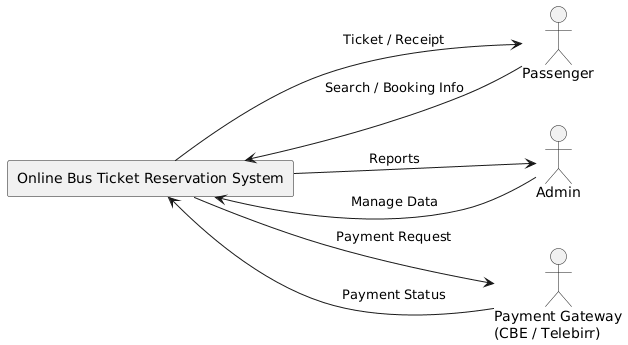 Ticket / Receipt
Passenger
Search / Booking Info
Online Bus Ticket Reservation System
Reports
Admin
Manage Data
Payment Request
Payment Status
Payment Gateway
(CBE / Telebirr)